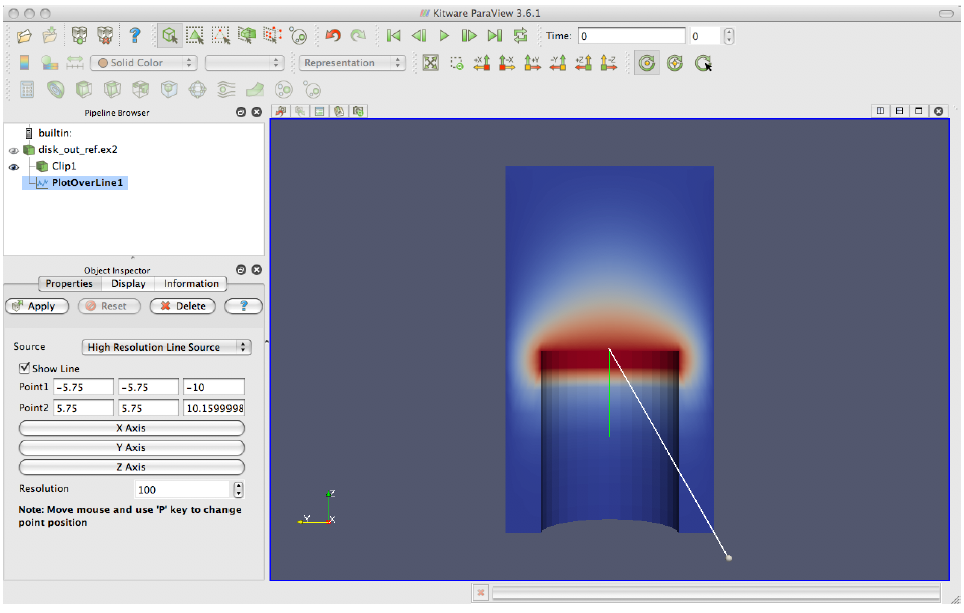 Kitware ParaView 3.6.1
Time: 0 0
Solid Color Representation
+X -X +Y -Y +Z -Z
Pipeline Browser
builtin:
disk_out_ref.ex2
Clip1
PlotOverLine1
Object Inspector
Properties Display Information
Apply Reset Delete ?
Source High Resolution Line Source
Show Line
Point1 -5.75 -5.75 -10
Point2 5.75 5.75 10.1599998
X Axis
Y Axis
Z Axis
Resolution 100
Note: Move mouse and use 'P' key to change
point position
Z
Y X